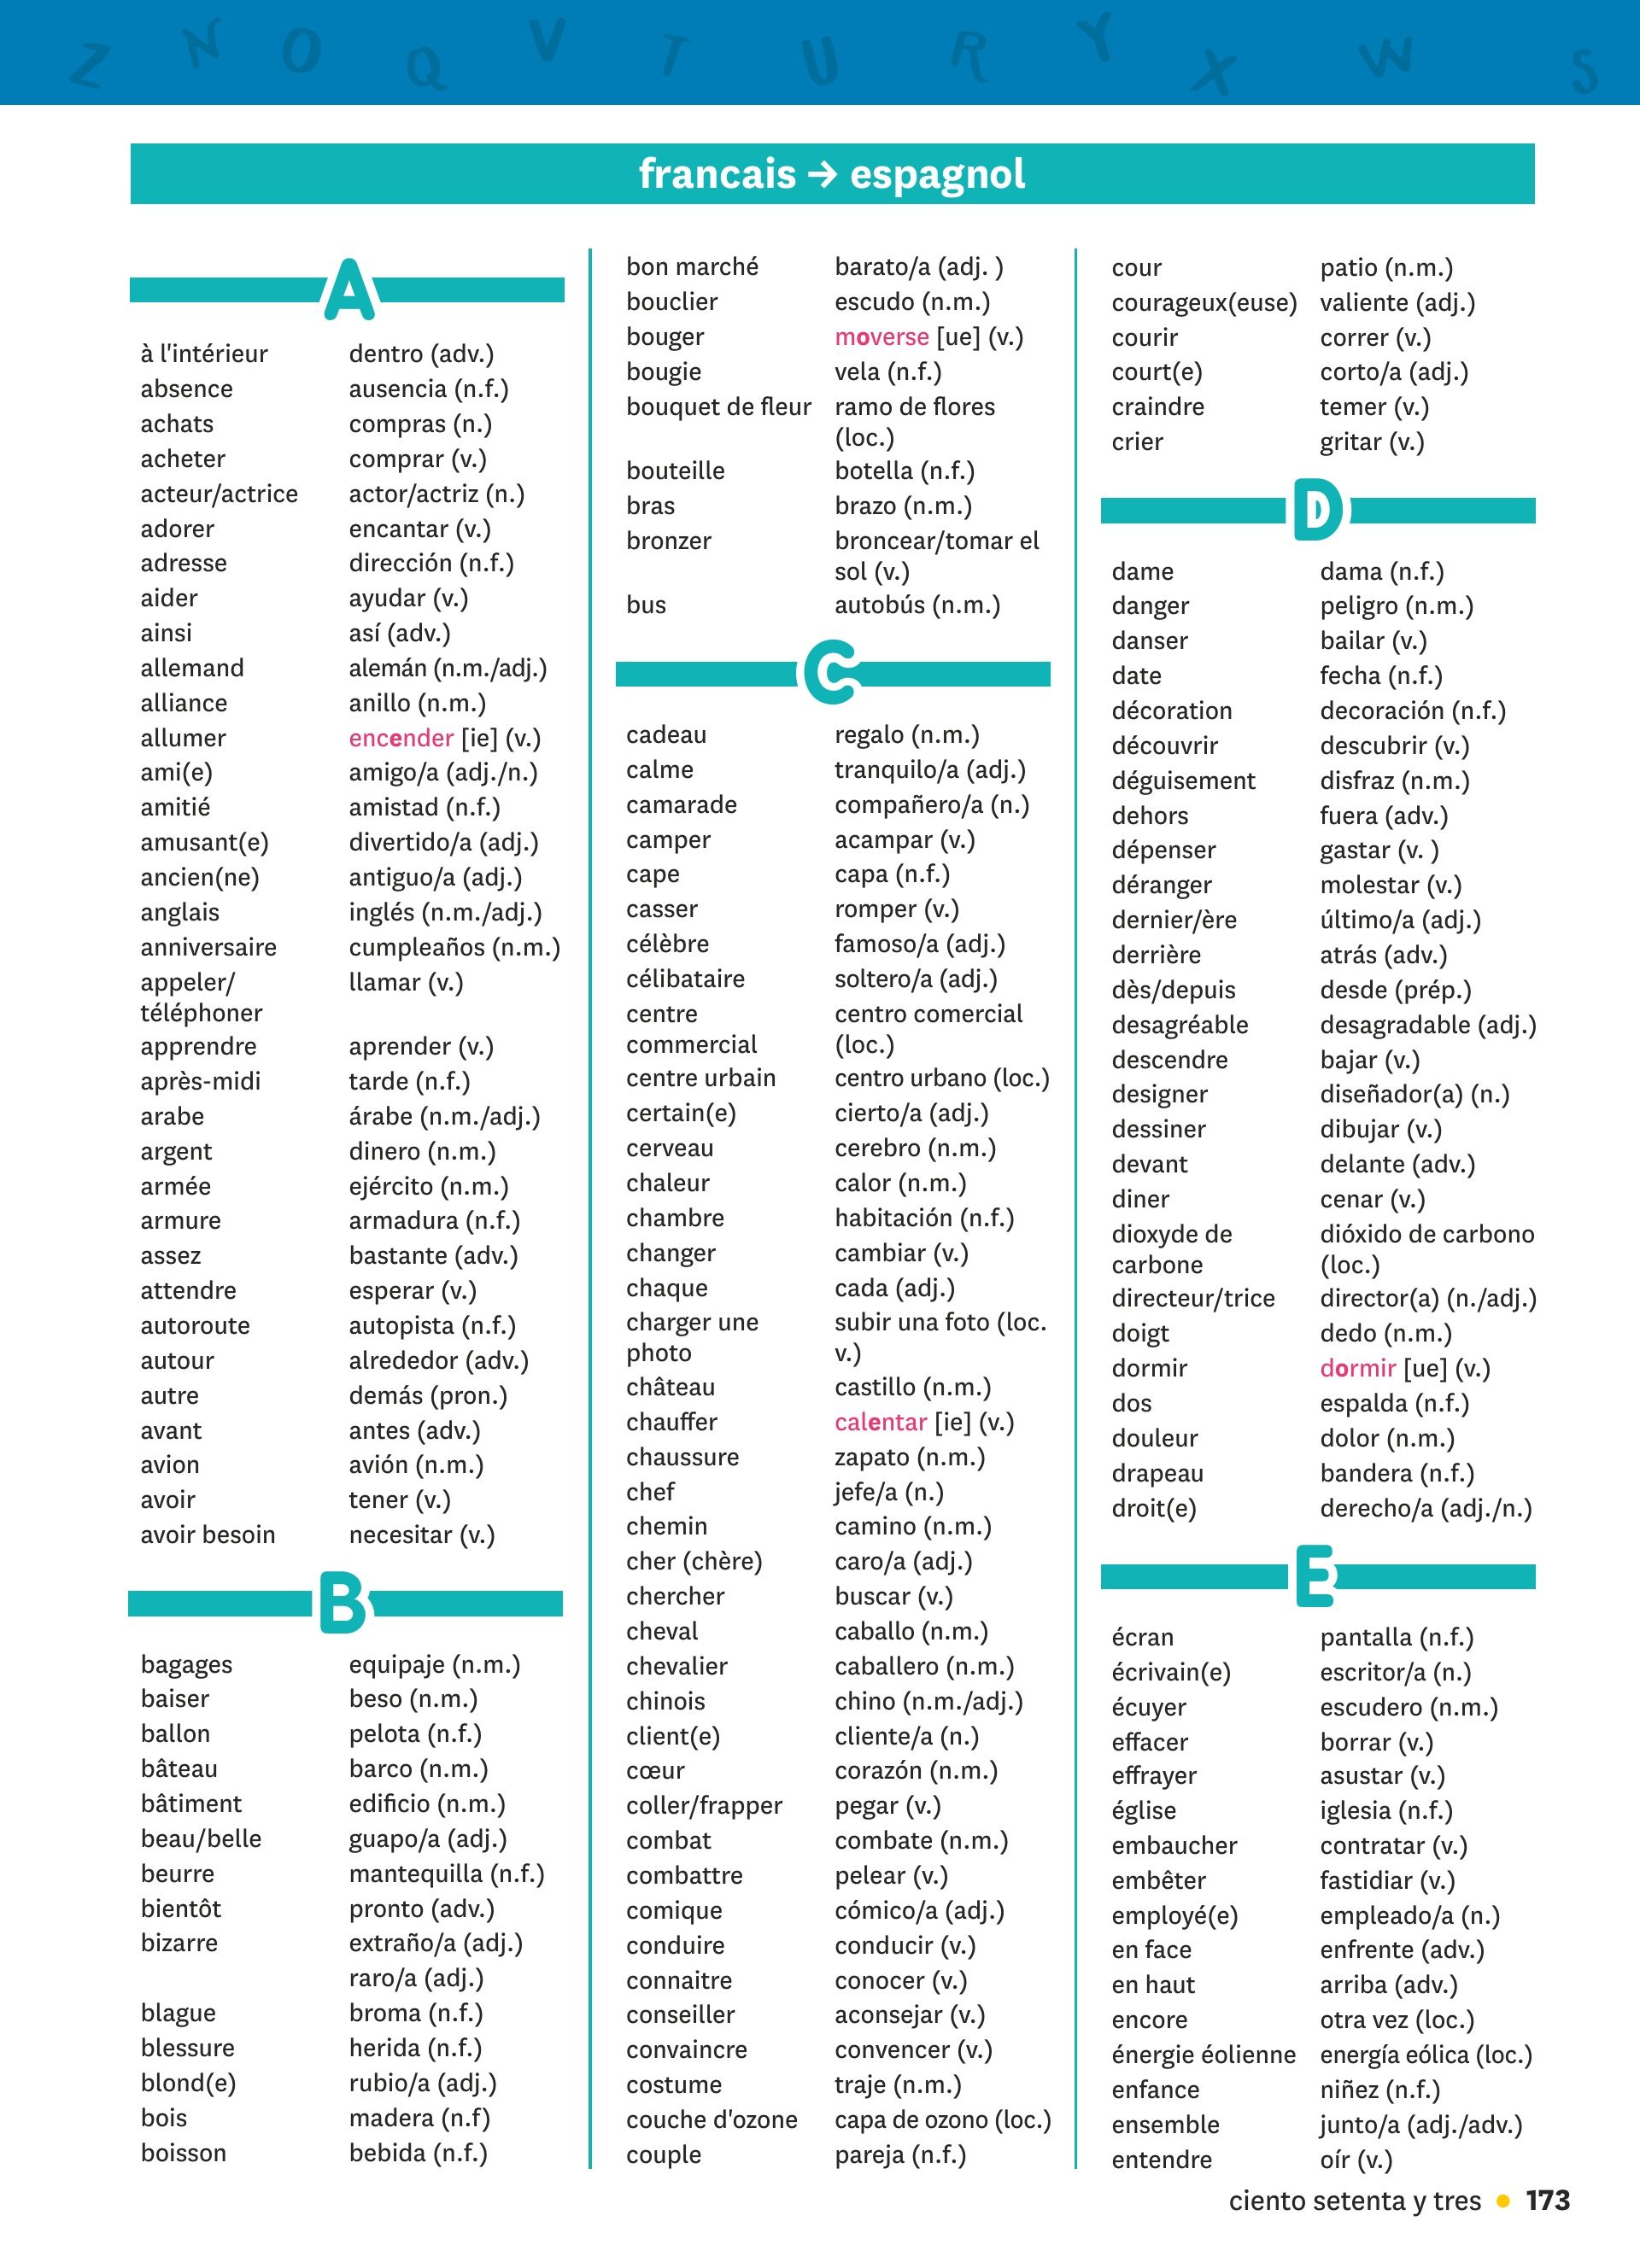 Z N O Q V T U R Y X W S
francais → espagnol
A
à l'intérieur dentro (adv.)
absence ausencia (n.f.)
achats compras (n.)
acheter comprar (v.)
acteur/actrice actor/actriz (n.)
adorer encantar (v.)
adresse dirección (n.f.)
aider ayudar (v.)
ainsi así (adv.)
allemand alemán (n.m./adj.)
alliance anillo (n.m.)
allumer encender [ie] (v.)
ami(e) amigo/a (adj./n.)
amitié amistad (n.f.)
amusant(e) divertido/a (adj.)
ancien(ne) antiguo/a (adj.)
anglais inglés (n.m./adj.)
anniversaire cumpleaños (n.m.)
appeler/ llamar (v.)
téléphoner
apprendre aprender (v.)
après-midi tarde (n.f.)
arabe árabe (n.m./adj.)
argent dinero (n.m.)
armée ejército (n.m.)
armure armadura (n.f.)
assez bastante (adv.)
attendre esperar (v.)
autoroute autopista (n.f.)
autour alrededor (adv.)
autre demás (pron.)
avant antes (adv.)
avion avión (n.m.)
avoir tener (v.)
avoir besoin necesitar (v.)
B
bagages equipaje (n.m.)
baiser beso (n.m.)
ballon pelota (n.f.)
bâteau barco (n.m.)
bâtiment edificio (n.m.)
beau/belle guapo/a (adj.)
beurre mantequilla (n.f.)
bientôt pronto (adv.)
bizarre extraño/a (adj.)
raro/a (adj.)
blague broma (n.f.)
blessure herida (n.f.)
blond(e) rubio/a (adj.)
bois madera (n.f)
boisson bebida (n.f.)
bon marché barato/a (adj. )
bouclier escudo (n.m.)
bouger moverse [ue] (v.)
bougie vela (n.f.)
bouquet de fleur ramo de flores
(loc.)
bouteille botella (n.f.)
bras brazo (n.m.)
bronzer broncear/tomar el
sol (v.)
bus autobús (n.m.)
C
cadeau regalo (n.m.)
calme tranquilo/a (adj.)
camarade compañero/a (n.)
camper acampar (v.)
cape capa (n.f.)
casser romper (v.)
célèbre famoso/a (adj.)
célibataire soltero/a (adj.)
centre centro comercial
commercial (loc.)
centre urbain centro urbano (loc.)
certain(e) cierto/a (adj.)
cerveau cerebro (n.m.)
chaleur calor (n.m.)
chambre habitación (n.f.)
changer cambiar (v.)
chaque cada (adj.)
charger une subir una foto (loc.
photo v.)
château castillo (n.m.)
chauffer calentar [ie] (v.)
chaussure zapato (n.m.)
chef jefe/a (n.)
chemin camino (n.m.)
cher (chère) caro/a (adj.)
chercher buscar (v.)
cheval caballo (n.m.)
chevalier caballero (n.m.)
chinois chino (n.m./adj.)
client(e) cliente/a (n.)
cœur corazón (n.m.)
coller/frapper pegar (v.)
combat combate (n.m.)
combattre pelear (v.)
comique cómico/a (adj.)
conduire conducir (v.)
connaitre conocer (v.)
conseiller aconsejar (v.)
convaincre convencer (v.)
costume traje (n.m.)
couche d'ozone capa de ozono (loc.)
couple pareja (n.f.)
cour patio (n.m.)
courageux(euse) valiente (adj.)
courir correr (v.)
court(e) corto/a (adj.)
craindre temer (v.)
crier gritar (v.)
D
dame dama (n.f.)
danger peligro (n.m.)
danser bailar (v.)
date fecha (n.f.)
décoration decoración (n.f.)
découvrir descubrir (v.)
déguisement disfraz (n.m.)
dehors fuera (adv.)
dépenser gastar (v. )
déranger molestar (v.)
dernier/ère último/a (adj.)
derrière atrás (adv.)
dès/depuis desde (prép.)
desagréable desagradable (adj.)
descendre bajar (v.)
designer diseñador(a) (n.)
dessiner dibujar (v.)
devant delante (adv.)
diner cenar (v.)
dioxyde de dióxido de carbono
carbone (loc.)
directeur/trice director(a) (n./adj.)
doigt dedo (n.m.)
dormir dormir [ue] (v.)
dos espalda (n.f.)
douleur dolor (n.m.)
drapeau bandera (n.f.)
droit(e) derecho/a (adj./n.)
E
écran pantalla (n.f.)
écrivain(e) escritor/a (n.)
écuyer escudero (n.m.)
effacer borrar (v.)
effrayer asustar (v.)
église iglesia (n.f.)
embaucher contratar (v.)
embêter fastidiar (v.)
employé(e) empleado/a (n.)
en face enfrente (adv.)
en haut arriba (adv.)
encore otra vez (loc.)
énergie éolienne energía eólica (loc.)
enfance niñez (n.f.)
ensemble junto/a (adj./adv.)
entendre oír (v.)
ciento setenta y tres • 173